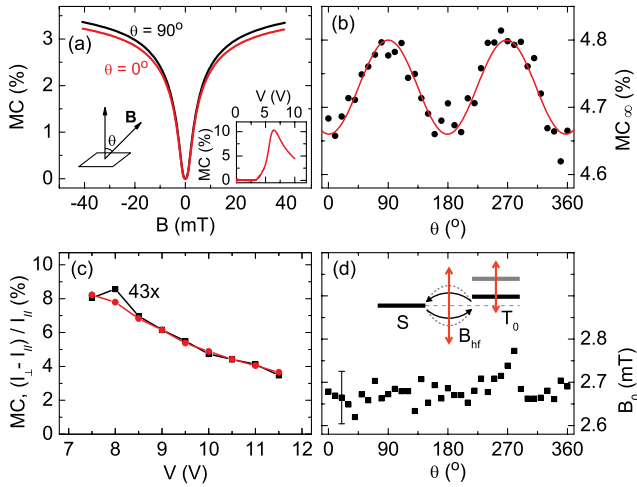 (a)
θ = 90°
θ = 0°
MC (%)
3
2
1
0
-40 -20 0 20 40
B (mT)
B
θ
V (V)
0 5 10
MC (%)
10
5
0
(b)
4.8
4.7
4.6
MC∞ (%)
0 90 180 270 360
θ (°)
(c)
43x
MC, (I⊥ - I//) / I// (%)
10
8
6
4
2
0
7 8 9 10 11 12
V (V)
(d)
S
B_hf
T_0
2.8
2.7
2.6
B_0 (mT)
0 90 180 270 360
θ (°)